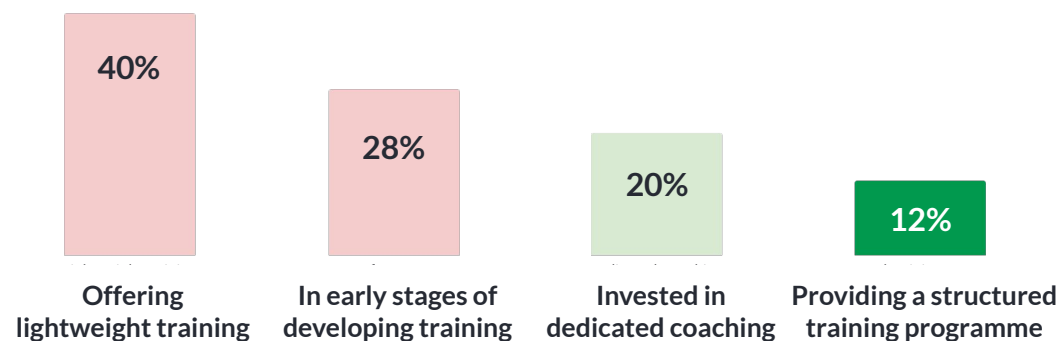 40%
28%
20%
12%
Offering
lightweight training
In early stages of
developing training
Invested in
dedicated coaching
Providing a structured
training programme